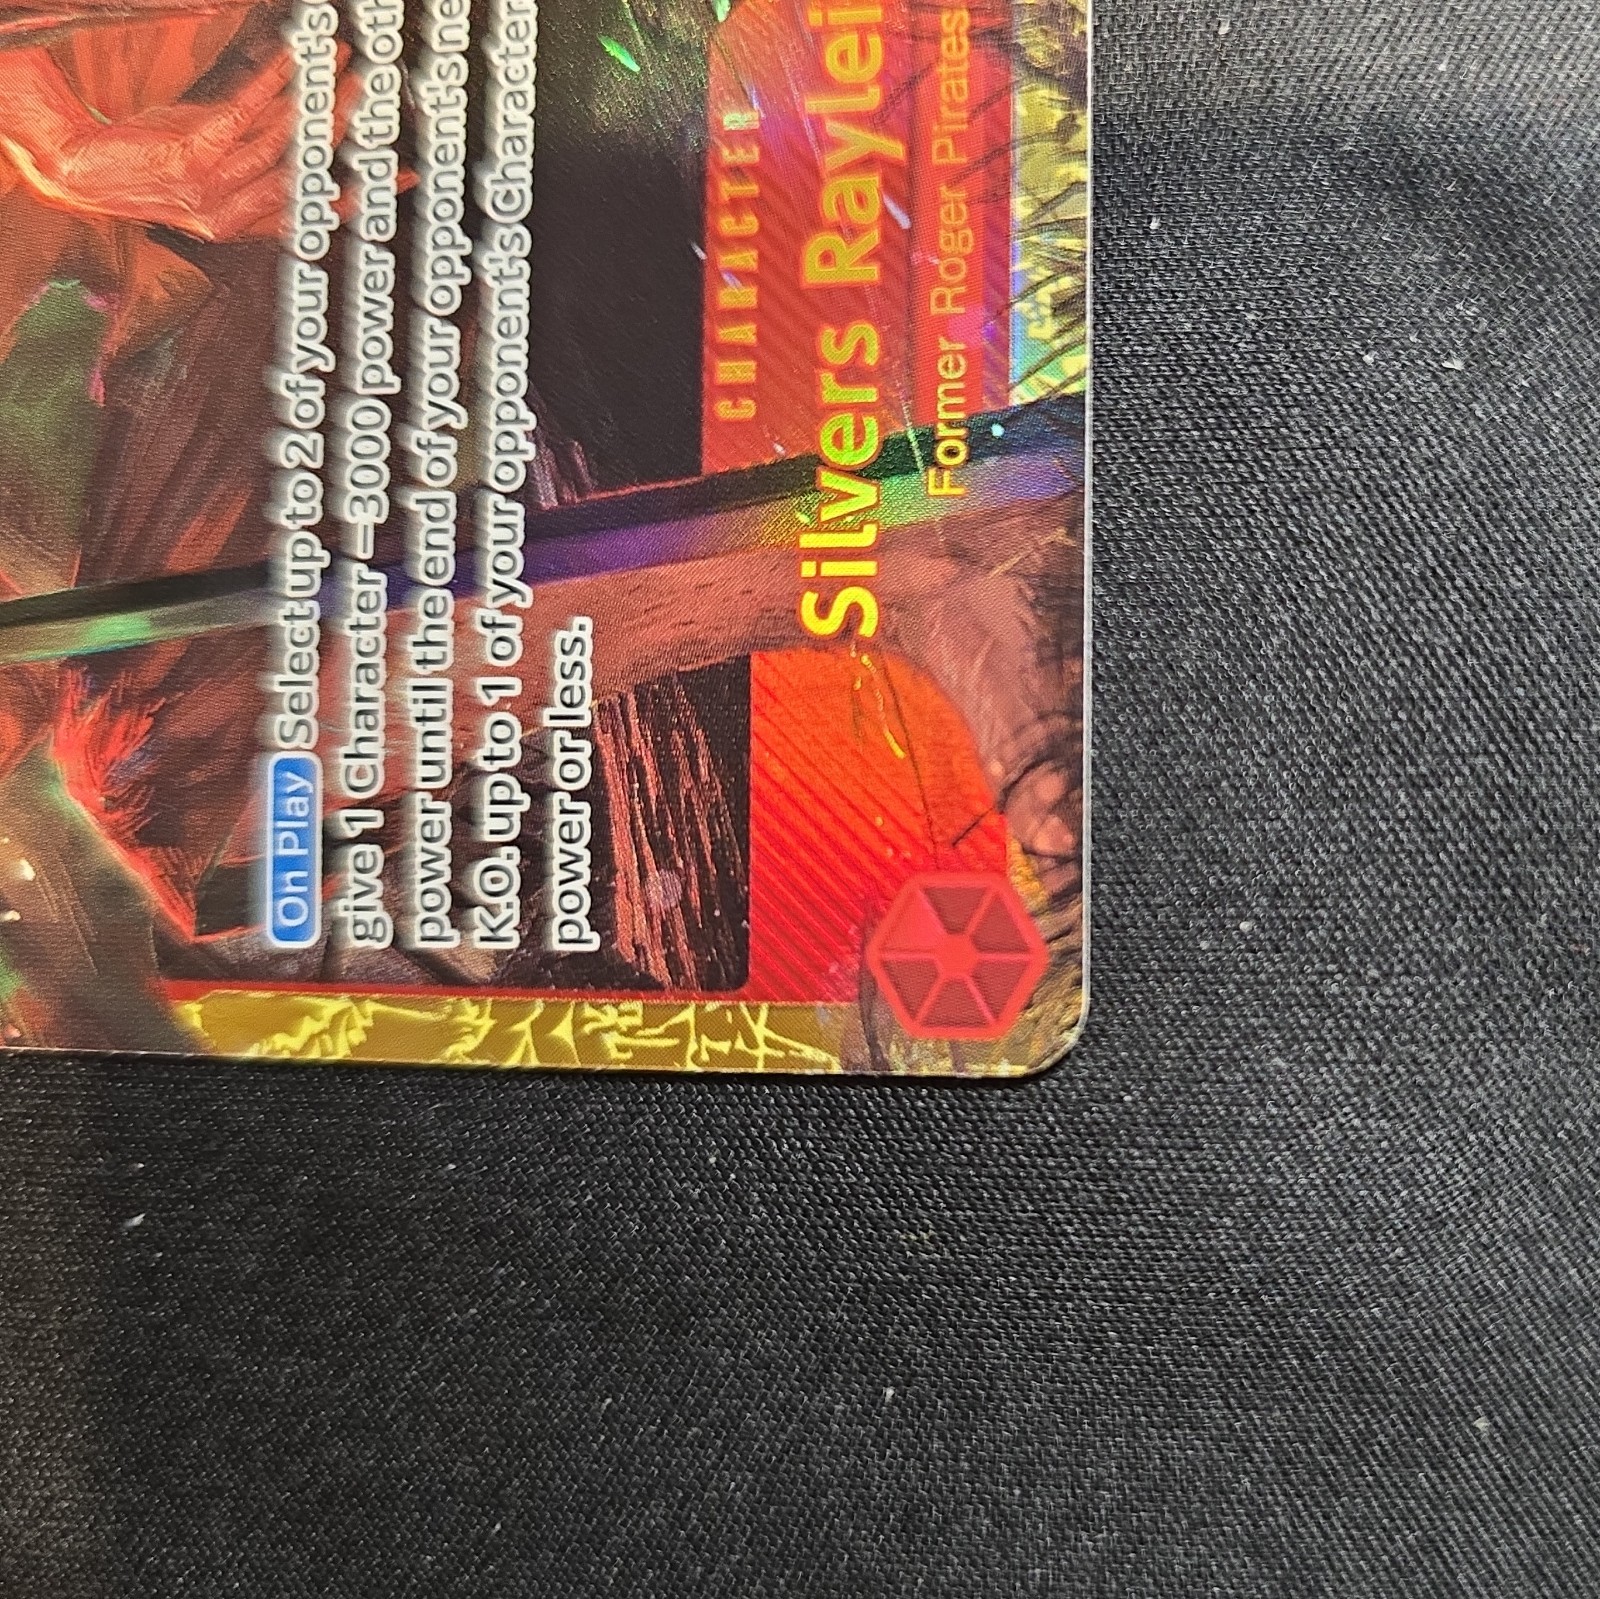 On Play Select up to 2 of your opponent's
give 1 Character −3000 power and the oth
power until the end of your opponent's ne
K.O. up to 1 of your opponent's Character
power or less.
CHARACTER
Silvers Raylei
Former Roger Pirates